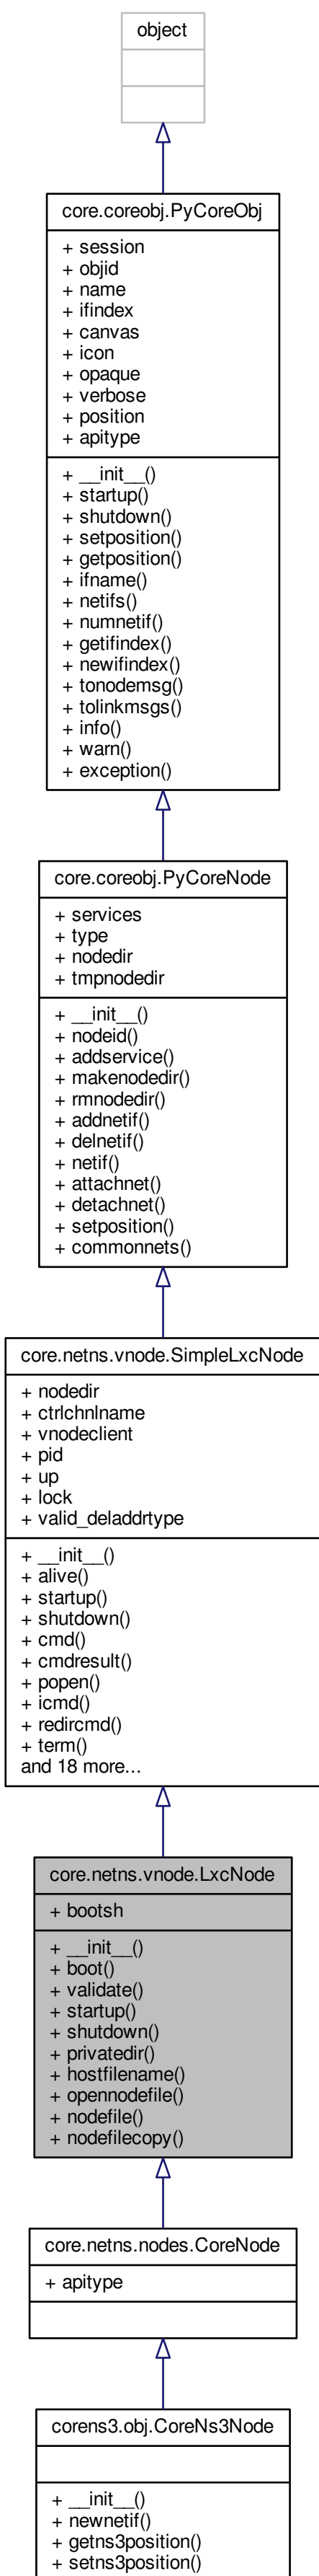 object
core.coreobj.PyCoreObj
+ session
+ objid
+ name
+ ifindex
+ canvas
+ icon
+ opaque
+ verbose
+ position
+ apitype
+ __init__()
+ startup()
+ shutdown()
+ setposition()
+ getposition()
+ ifname()
+ netifs()
+ numnetif()
+ getifindex()
+ newifindex()
+ tonodemsg()
+ tolinkmsgs()
+ info()
+ warn()
+ exception()
core.coreobj.PyCoreNode
+ services
+ type
+ nodedir
+ tmpnodedir
+ __init__()
+ nodeid()
+ addservice()
+ makenodedir()
+ rmnodedir()
+ addnetif()
+ delnetif()
+ netif()
+ attachnet()
+ detachnet()
+ setposition()
+ commonnets()
core.netns.vnode.SimpleLxcNode
+ nodedir
+ ctrlchnlname
+ vnodeclient
+ pid
+ up
+ lock
+ valid_deladdrtype
+ __init__()
+ alive()
+ startup()
+ shutdown()
+ cmd()
+ cmdresult()
+ popen()
+ icmd()
+ redircmd()
+ term()
and 18 more...
core.netns.vnode.LxcNode
+ bootsh
+ __init__()
+ boot()
+ validate()
+ startup()
+ shutdown()
+ privatedir()
+ hostfilename()
+ opennodefile()
+ nodefile()
+ nodefilecopy()
core.netns.nodes.CoreNode
+ apitype
corens3.obj.CoreNs3Node
+ __init__()
+ newnetif()
+ getns3position()
+ setns3position()